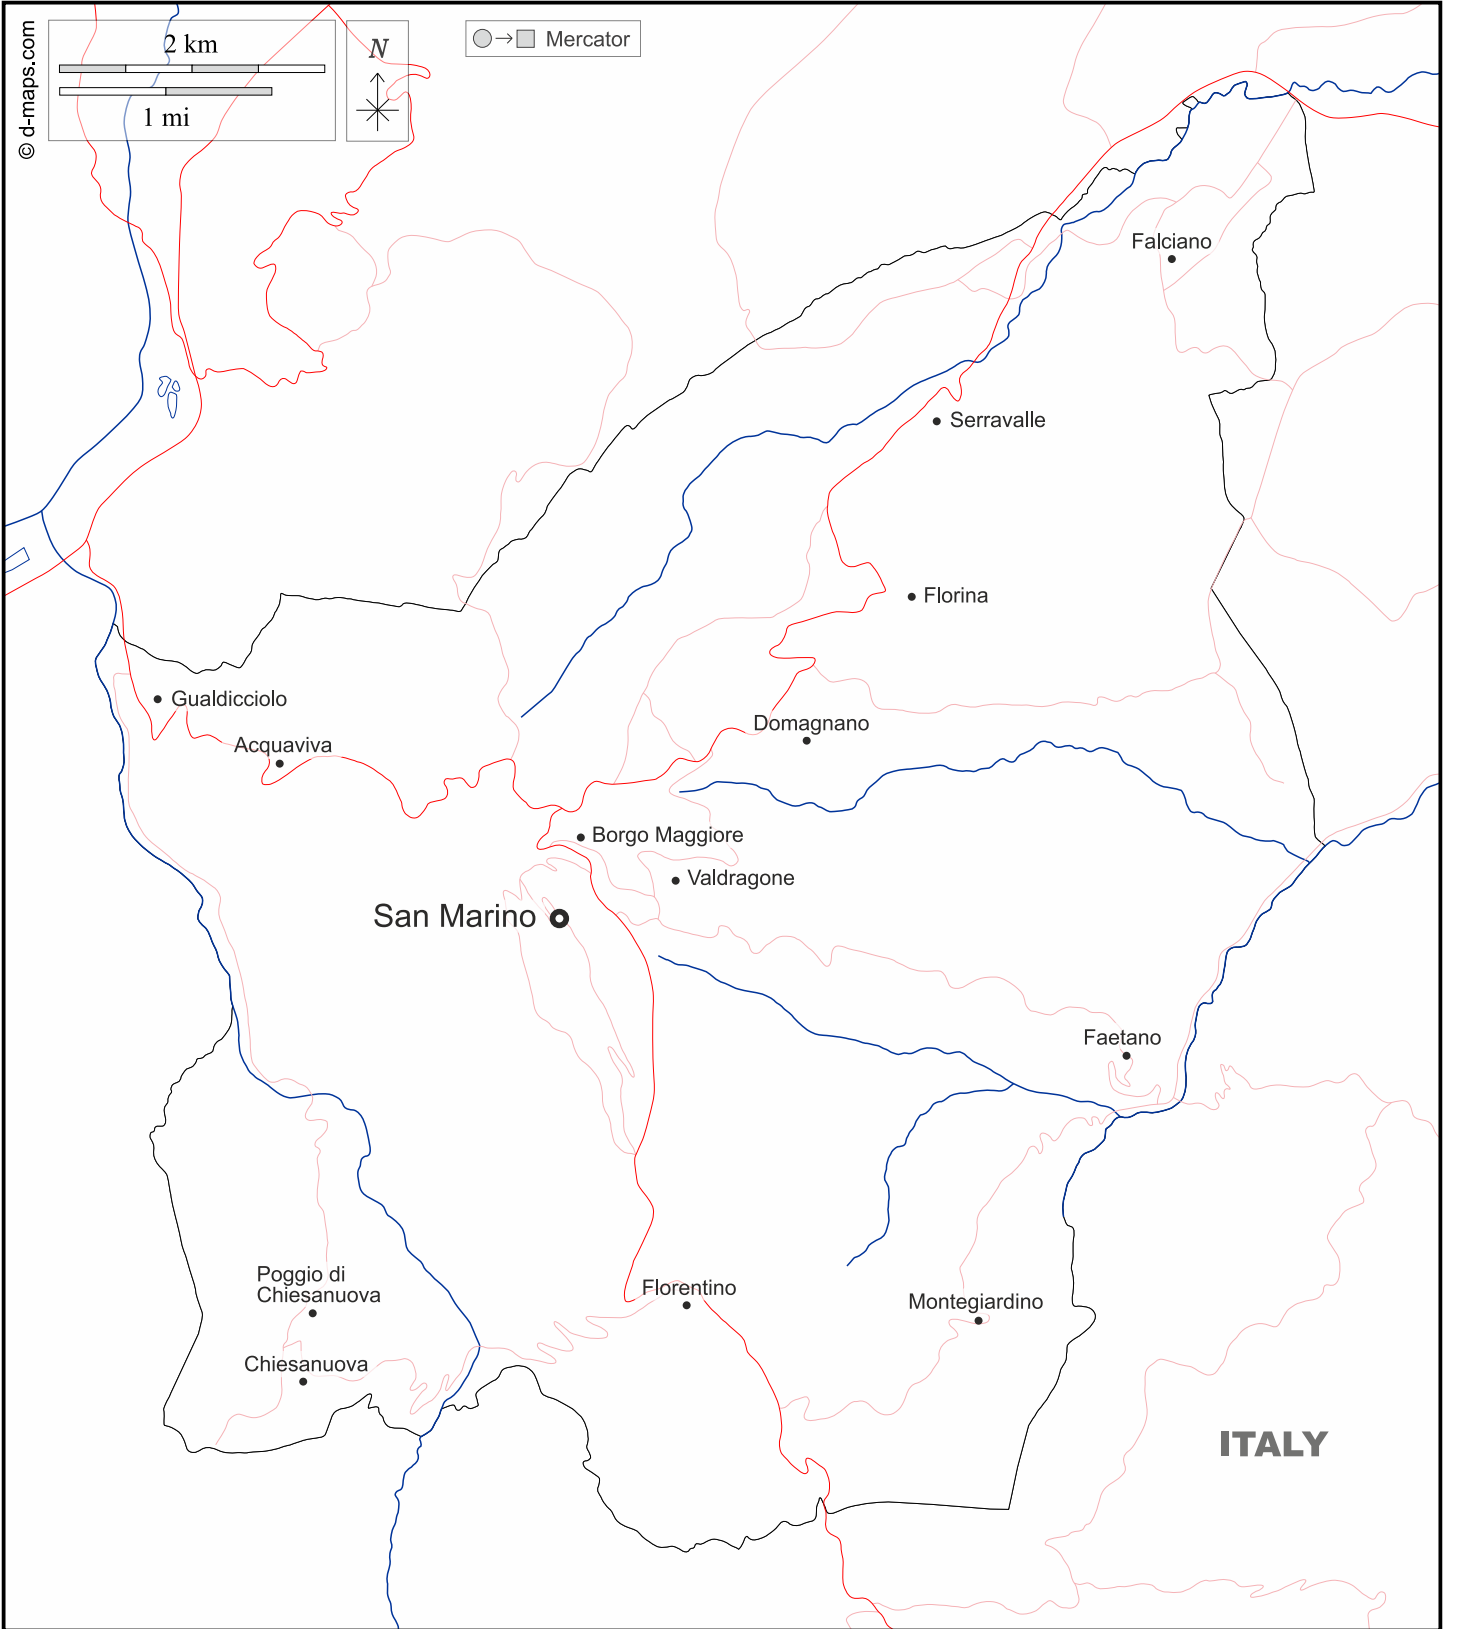 © d-maps.com
2 km
1 mi
N
Mercator
Falciano
Serravalle
Florina
Gualdicciolo
Domagnano
Acquaviva
Borgo Maggiore
Valdragone
San Marino
Faetano
Poggio di
Chiesanuova
Florentino
Montegiardino
Chiesanuova
ITALY